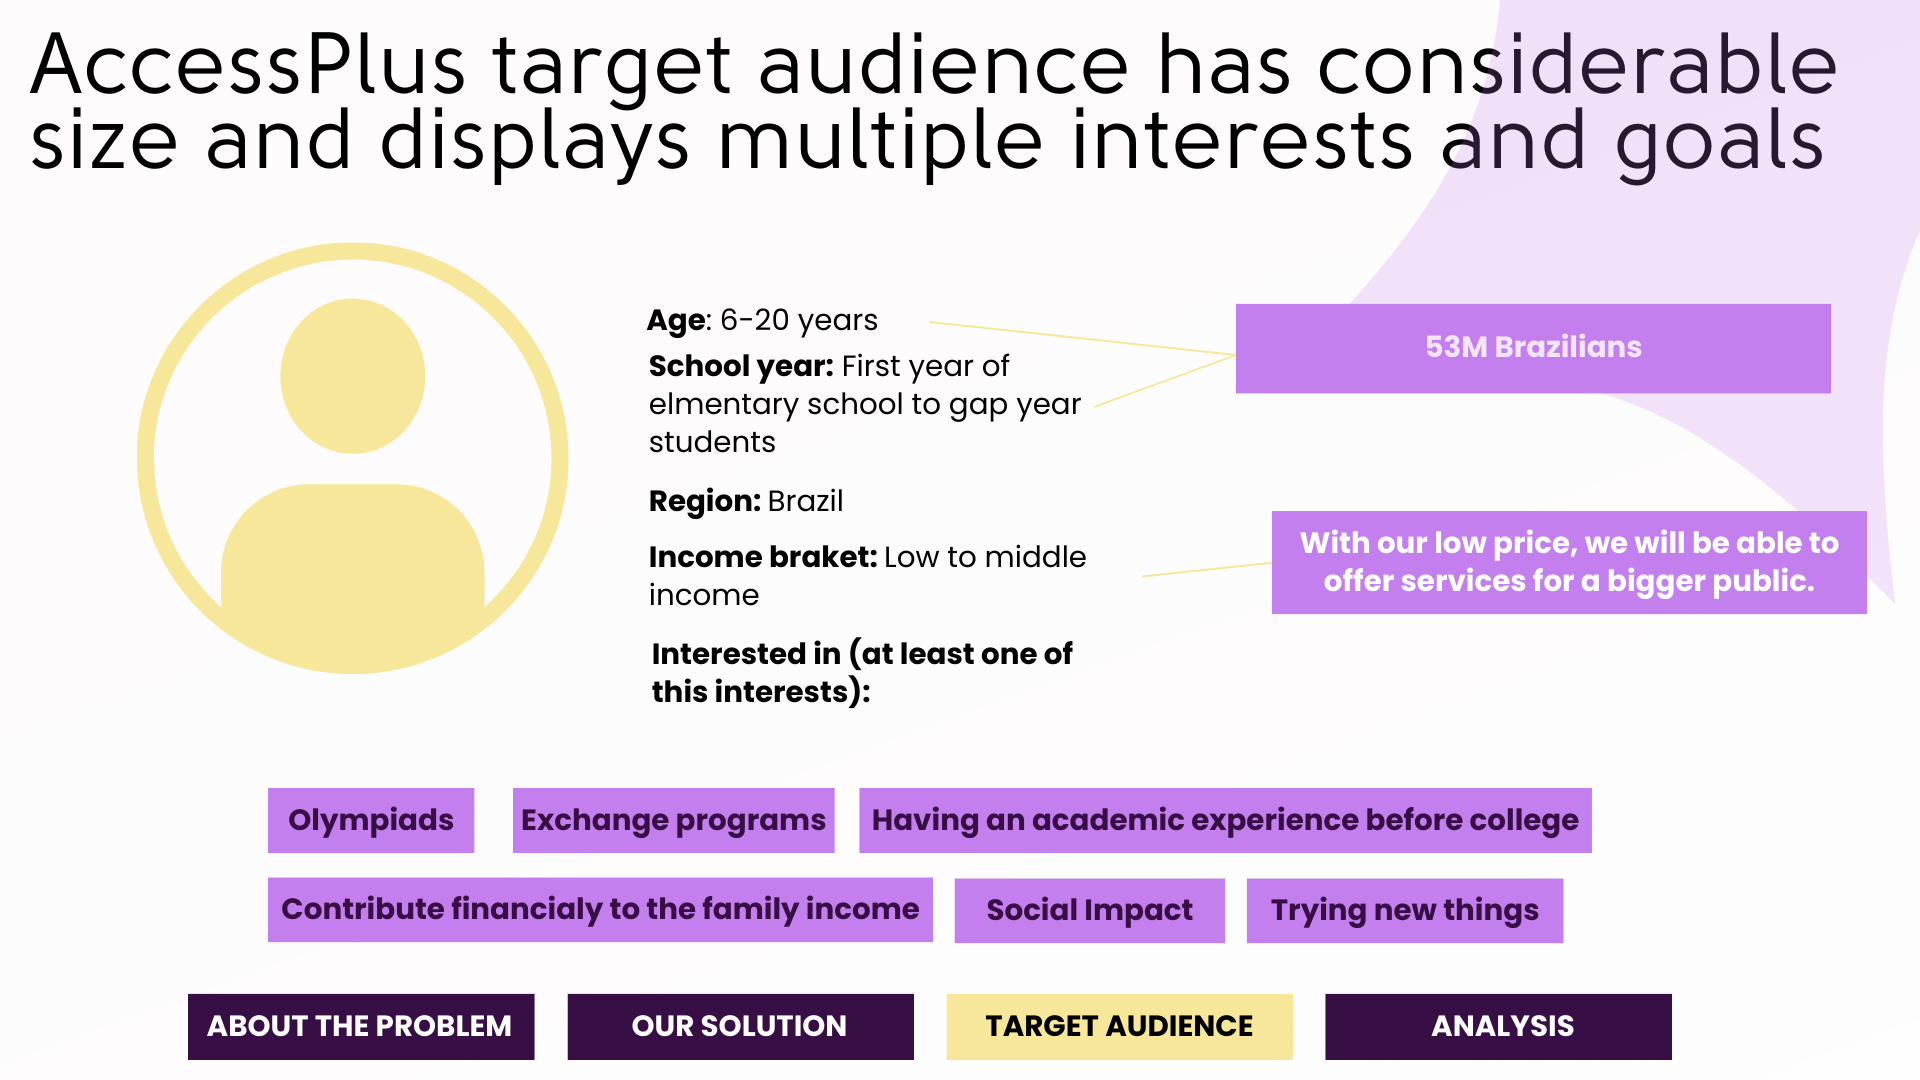 AccessPlus target audience has considerable
size and displays multiple interests and goals
Age: 6-20 years
School year: First year of
elmentary school to gap year
students
53M Brazilians
Region: Brazil
Income braket: Low to middle
income
With our low price, we will be able to
offer services for a bigger public.
Interested in (at least one of
this interests):
Olympiads
Exchange programs
Having an academic experience before college
Contribute financialy to the family income
Social Impact
Trying new things
ABOUT THE PROBLEM
OUR SOLUTION
TARGET AUDIENCE
ANALYSIS